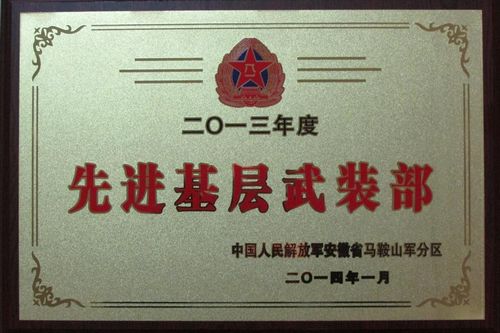 二〇一三年度
先进基层武装部
中国人民解放军安徽省马鞍山军分区
二〇一四年一月